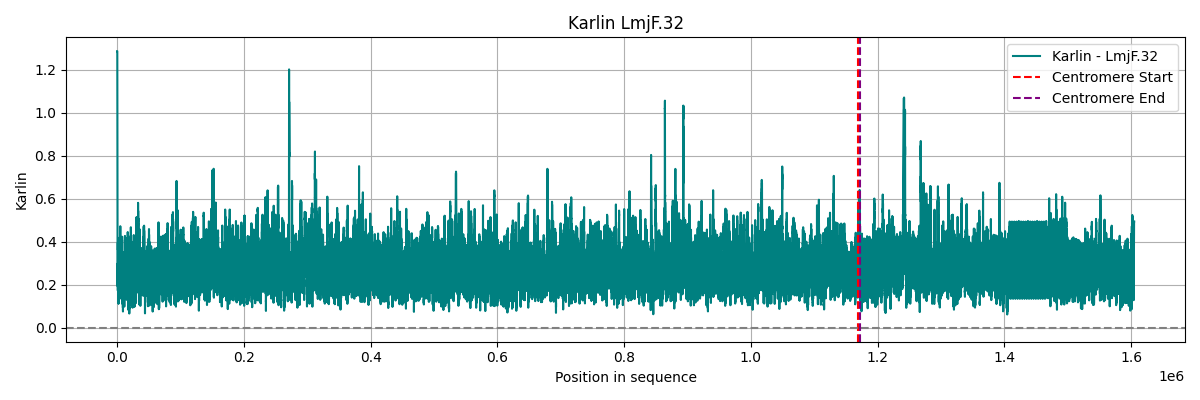 Karlin LmjF.32
Karlin
1.2
1.0
0.8
0.6
0.4
0.2
0.0
Karlin - LmjF.32
Centromere Start
Centromere End
0.0 0.2 0.4 0.6 0.8 1.0 1.2 1.4 1.6
1e6
Position in sequence